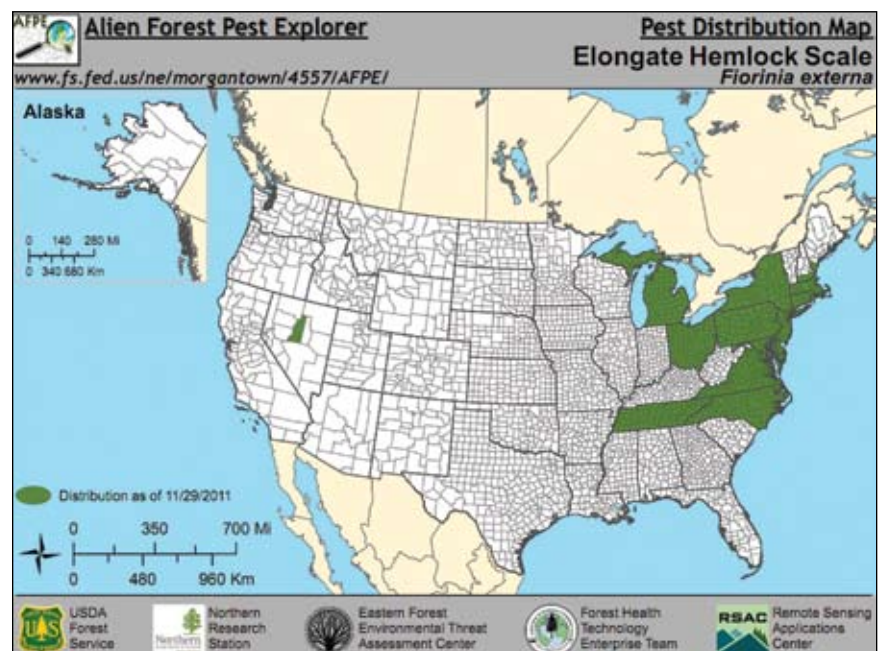 AFPE
Alien Forest Pest Explorer
Pest Distribution Map
Elongate Hemlock Scale
www.fs.fed.us/ne/morgantown/4557/AFPE/
Fiorinia externa
Alaska
0 140 280 Mi
0 340 680 Km
Distribution as of 11/29/2011
0 350 700 Mi
0 480 960 Km
UAS
USDA
Forest
Service
Northern
Northern
Research
Station
Eastern Forest
Environmental Threat
Assessment Center
Forest Health
Technology
Enterprise Team
RSAC
Remote Sensing
Applications
Center